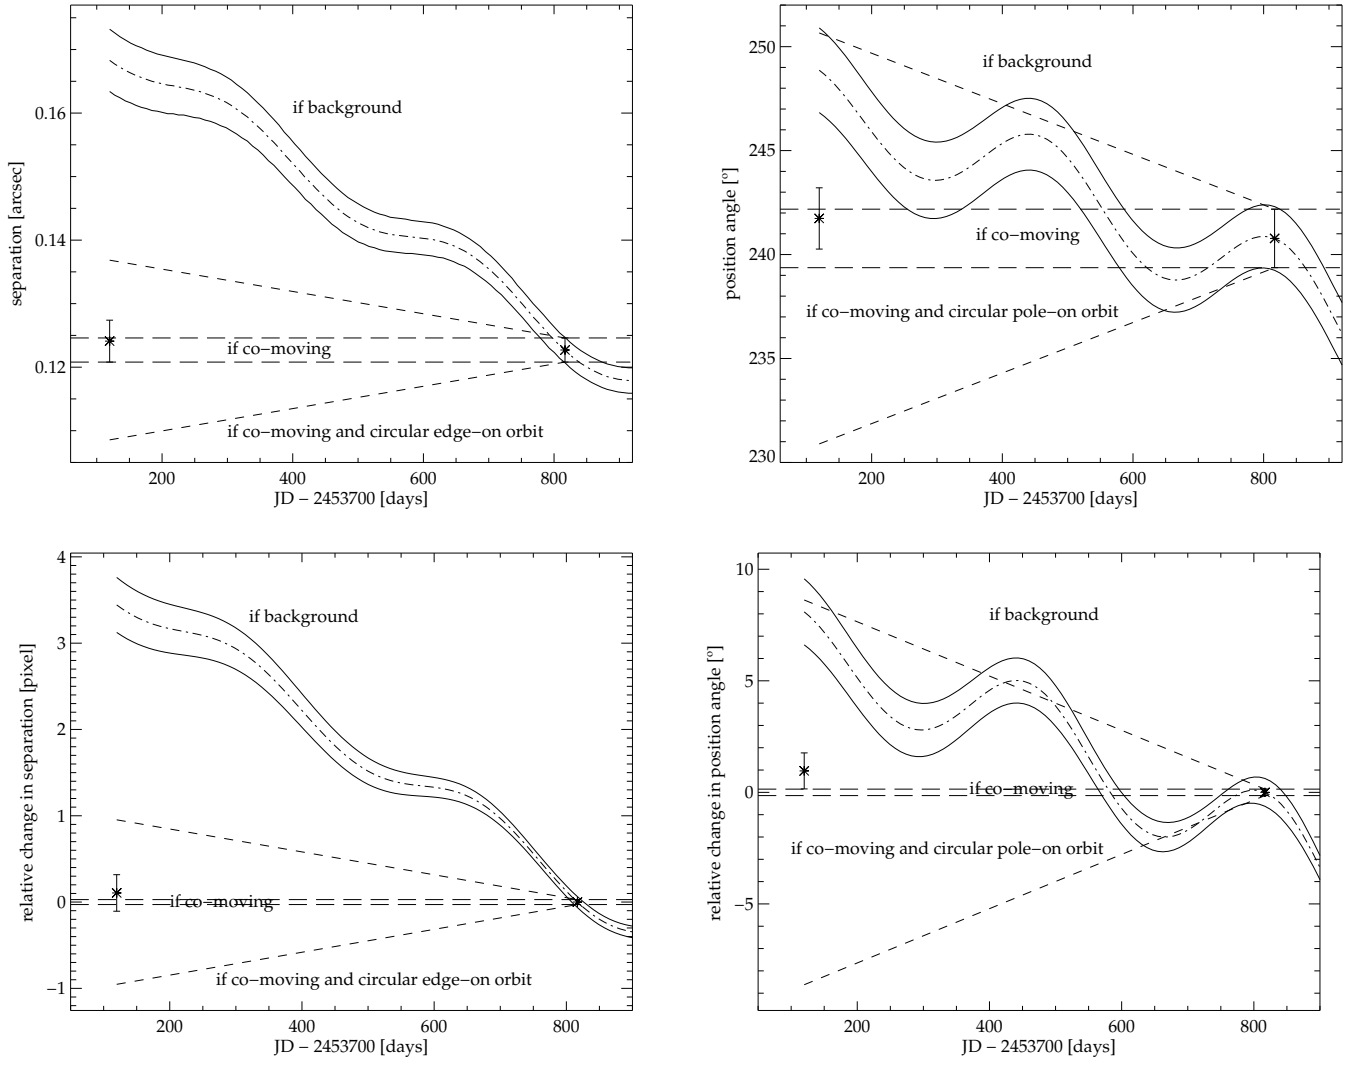 0.16
0.14
0.12
separation [arcsec]
if background
if co−moving
if co−moving and circular edge−on orbit
200 400 600 800
JD − 2453700 [days]
250
245
240
235
230
position angle [°]
if background
if co−moving
if co−moving and circular pole−on orbit
200 400 600 800
JD − 2453700 [days]
4
3
2
1
0
−1
relative change in separation [pixel]
if background
if co−moving
if co−moving and circular edge−on orbit
200 400 600 800
JD − 2453700 [days]
10
5
0
−5
relative change in position angle [°]
if background
if co−moving
if co−moving and circular pole−on orbit
200 400 600 800
JD − 2453700 [days]